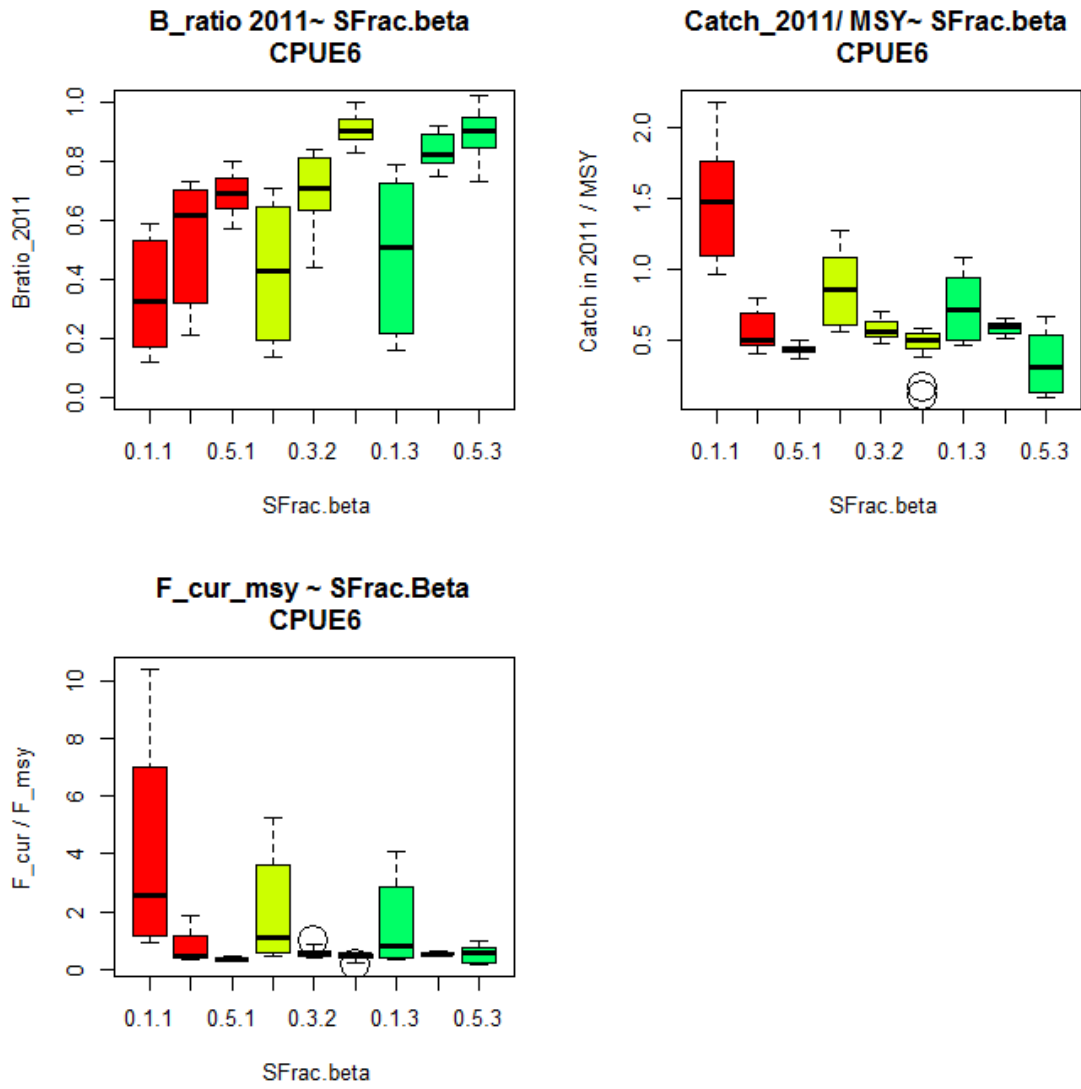 B_ratio 2011~ SFrac.beta
CPUE6
Bratio_2011
1.0
0.8
0.6
0.4
0.2
0.0
0.1.1 0.5.1 0.3.2 0.1.3 0.5.3
SFrac.beta
Catch_2011/ MSY~ SFrac.beta
CPUE6
Catch in 2011 / MSY
2.0
1.5
1.0
0.5
0.1.1 0.5.1 0.3.2 0.1.3 0.5.3
SFrac.beta
F_cur_msy ~ SFrac.Beta
CPUE6
F_cur / F_msy
10
8
6
4
2
0
0.1.1 0.5.1 0.3.2 0.1.3 0.5.3
SFrac.beta